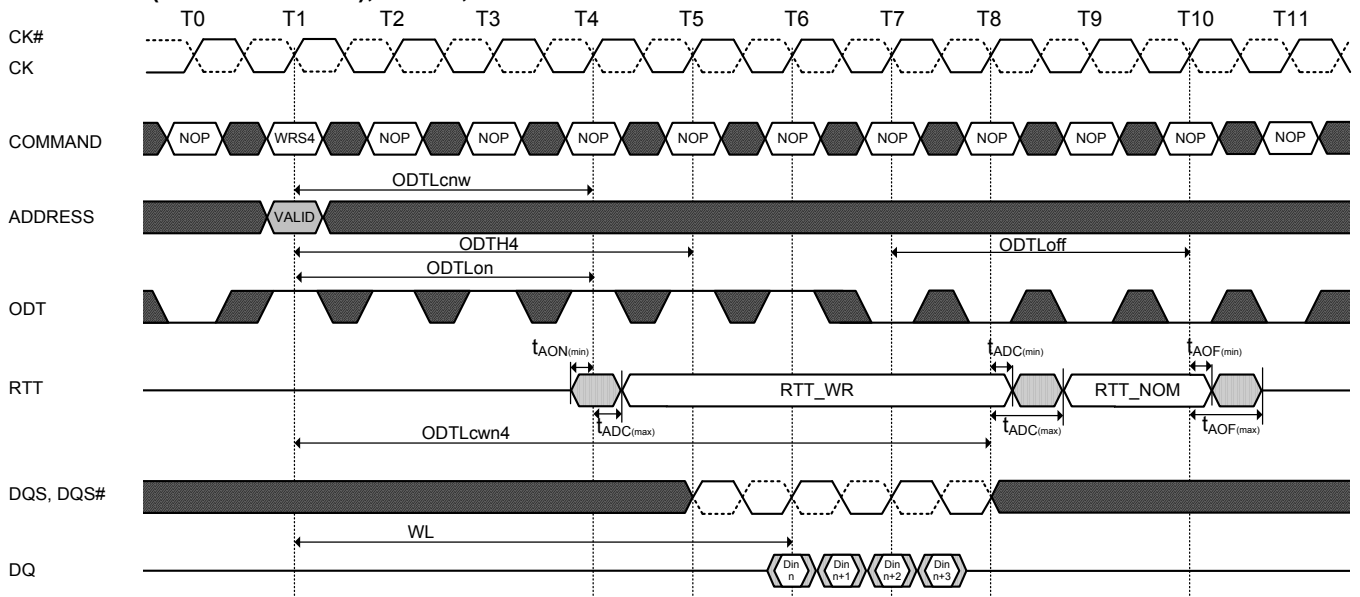 T0 T1 T2 T3 T4 T5 T6 T7 T8 T9 T10 T11
CK#
CK
COMMAND NOP WRS4 NOP NOP NOP NOP NOP NOP NOP NOP NOP NOP
ODTLcnw
ADDRESS VALID
ODTH4 ODTLoff
ODTLon
ODT
tAON(min) tADC(min) tAOF(min)
RTT RTT_WR RTT_NOM
tADC(max) tADC(max) tAOF(max)
ODTLcwn4
DQS, DQS#
WL
DQ Din n Din n+1 Din n+2 Din n+3